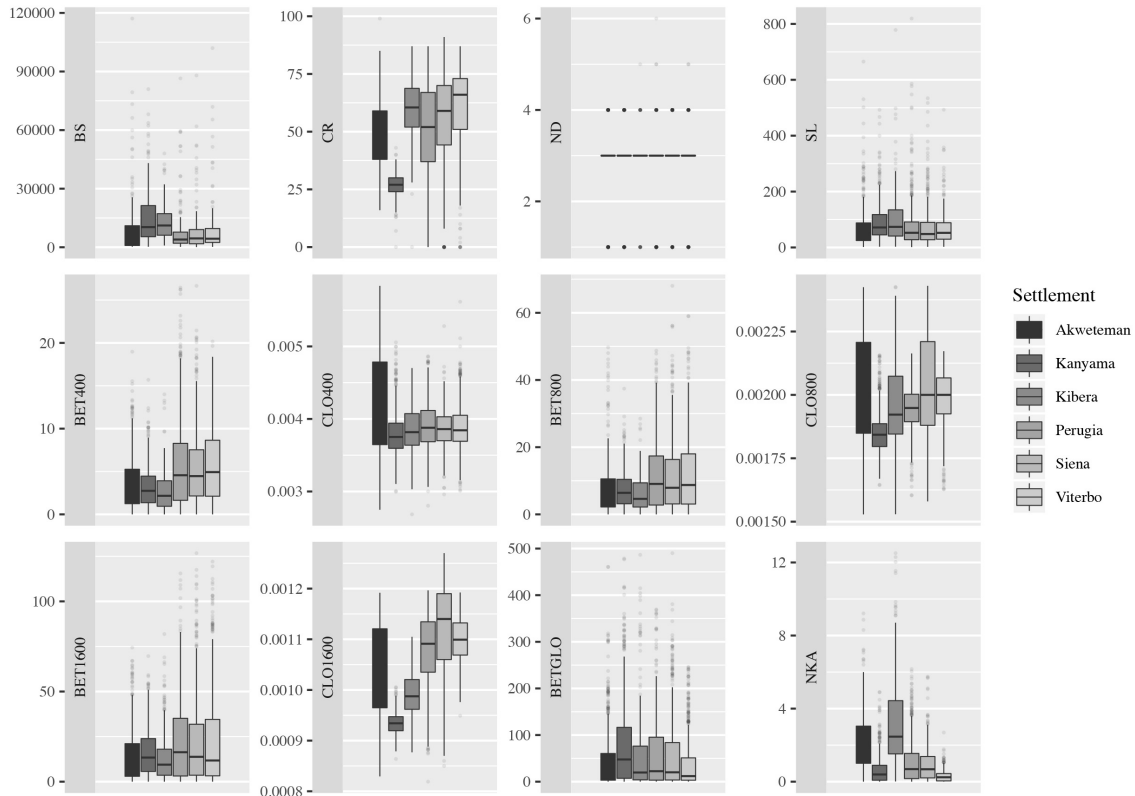 BS
120000
90000
60000
30000
0
CR
100
75
50
25
0
ND
6
4
2
SL
800
600
400
200
0
BET400
20
10
0
CLO400
0.005
0.004
0.003
BET800
60
40
20
0
CLO800
0.00225
0.00200
0.00175
0.00150
BET1600
100
50
0
CLO1600
0.0012
0.0011
0.0010
0.0009
0.0008
BETGLO
500
400
300
200
100
0
NKA
12
8
4
0
Settlement
Akweteman
Kanyama
Kibera
Perugia
Siena
Viterbo